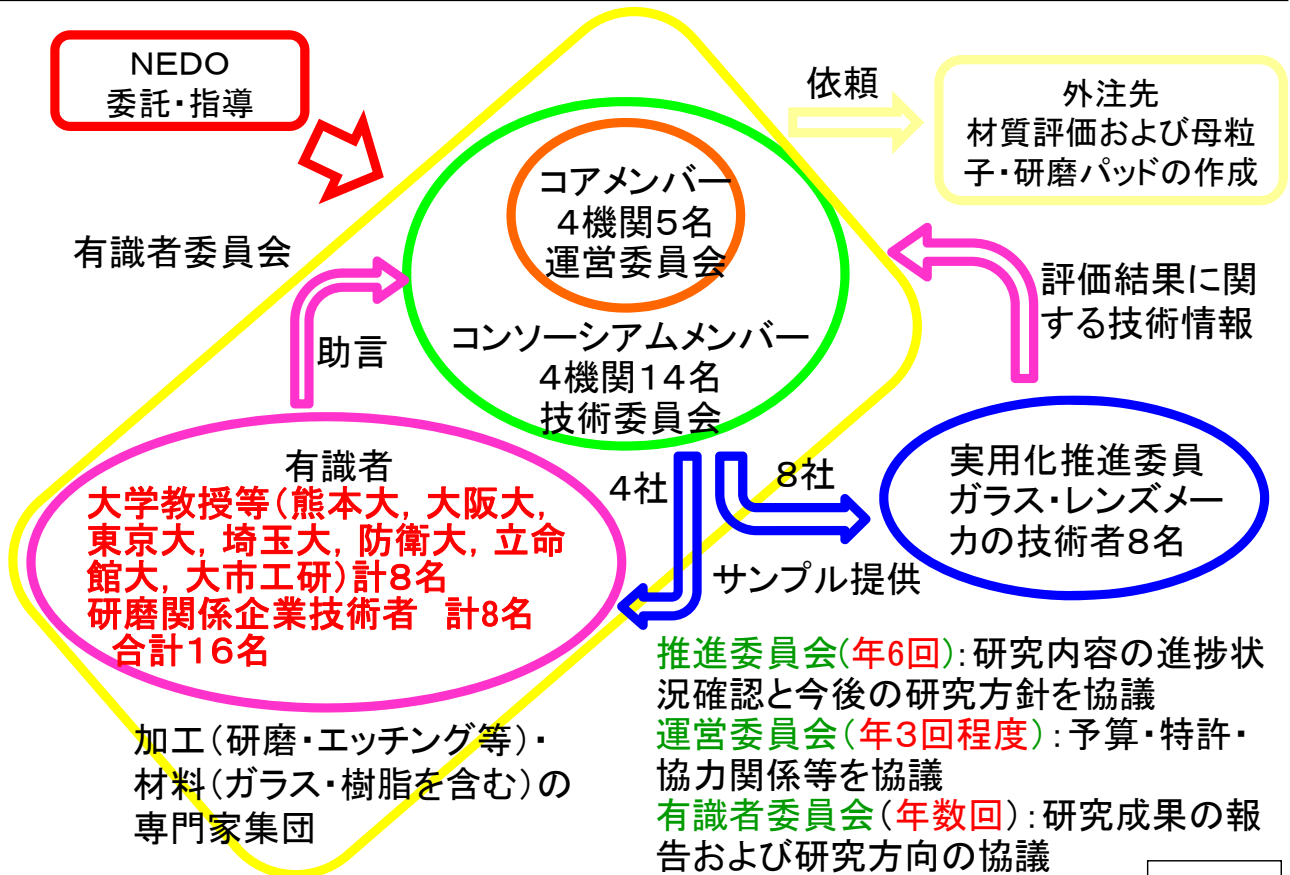 NEDO
委託・指導
依頼
外注先
材質評価および母粒
子・研磨パッドの作成
コアメンバー
4機関5名
運営委員会
有識者委員会
評価結果に関
する技術情報
助言
コンソーシアムメンバー
4機関14名
技術委員会
有識者
大学教授等(熊本大, 大阪大,
東京大, 埼玉大, 防衛大, 立命
館大, 大市工研)計8名
研磨関係企業技術者 計8名
合計16名
4社
8社
サンプル提供
実用化推進委員
ガラス・レンズメー
カの技術者8名
加工(研磨・エッチング等)・
材料(ガラス・樹脂を含む)の
専門家集団
推進委員会(年6回):研究内容の進捗状
況確認と今後の研究方針を協議
運営委員会(年3回程度):予算・特許・
協力関係等を協議
有識者委員会(年数回):研究成果の報
告および研究方向の協議